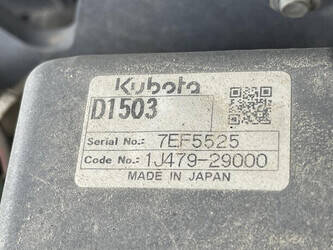 Kubota
D1503
Serial No.: 7EF5525
Code No.: 1J479-29000
MADE IN JAPAN